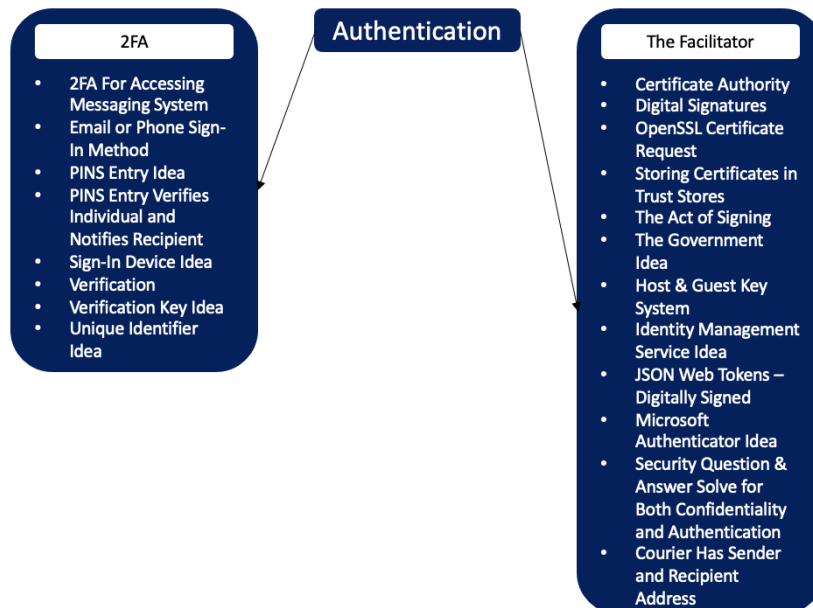 Authentication
2FA
• 2FA For Accessing
Messaging System
• Email or Phone Sign-
In Method
• PINS Entry Idea
• PINS Entry Verifies
Individual and
Notifies Recipient
• Sign-In Device Idea
• Verification
• Verification Key Idea
• Unique Identifier
Idea
The Facilitator
• Certificate Authority
• Digital Signatures
• OpenSSL Certificate
Request
• Storing Certificates in
Trust Stores
• The Act of Signing
• The Government
Idea
• Host & Guest Key
System
• Identity Management
Service Idea
• JSON Web Tokens –
Digitally Signed
• Microsoft
Authenticator Idea
• Security Question &
Answer Solve for
Both Confidentiality
and Authentication
• Courier Has Sender
and Recipient
Address